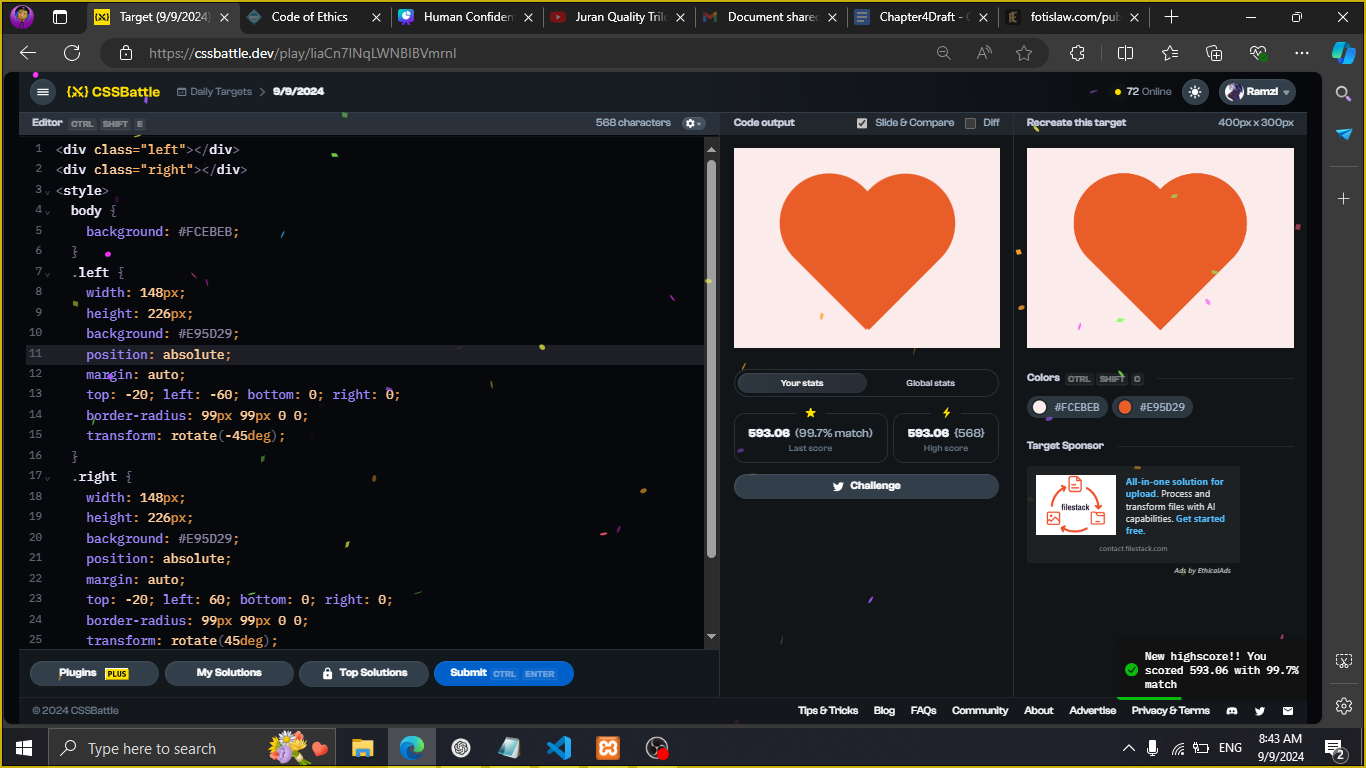 Target (9/9/2024)
Code of Ethics
Human Confiden
Juran Quality Tril
Document share
Chapter4Draft - G
fotislaw.com/pub
https://cssbattle.dev/play/liaCn7lNqLWNBIBVmrnl
{X} CSSBattle
Daily Targets > 9/9/2024
72 Online
Ramzi
Editor CTRL SHIFT E
568 characters
1 <div class="left"></div>
2 <div class="right"></div>
3 <style>
4 body {
5 background: #FCEBEB;
6 }
7 .left {
8 width: 148px;
9 height: 226px;
10 background: #E95D29;
11 position: absolute;
12 margin: auto;
13 top: -20; left: -60; bottom: 0; right: 0;
14 border-radius: 99px 99px 0 0;
15 transform: rotate(-45deg);
16 }
17 .right {
18 width: 148px;
19 height: 226px;
20 background: #E95D29;
21 position: absolute;
22 margin: auto;
23 top: -20; left: 60; bottom: 0; right: 0;
24 border-radius: 99px 99px 0 0;
25 transform: rotate(45deg);
Plugins PLUS
My Solutions
Top Solutions
Submit CTRL ENTER
Code output
Slide & Compare
Diff
Your stats
Global stats
593.06 (99.7% match)
Last score
593.06 {568}
High score
Challenge
Recreate this target
400px x 300px
Colors CTRL SHIFT C
#FCEBEB
#E95D29
Target Sponsor
filestack
All-in-one solution for
upload. Process and
transform files with AI
capabilities. Get started
free.
contact.filestack.com
Ads by EthicalAds
New highscore!! You
scored 593.06 with 99.7%
match
© 2024 CSSBattle
Tips & Tricks
Blog
FAQs
Community
About
Advertise
Privacy & Terms
Type here to search
ENG
8:43 AM
9/9/2024
2